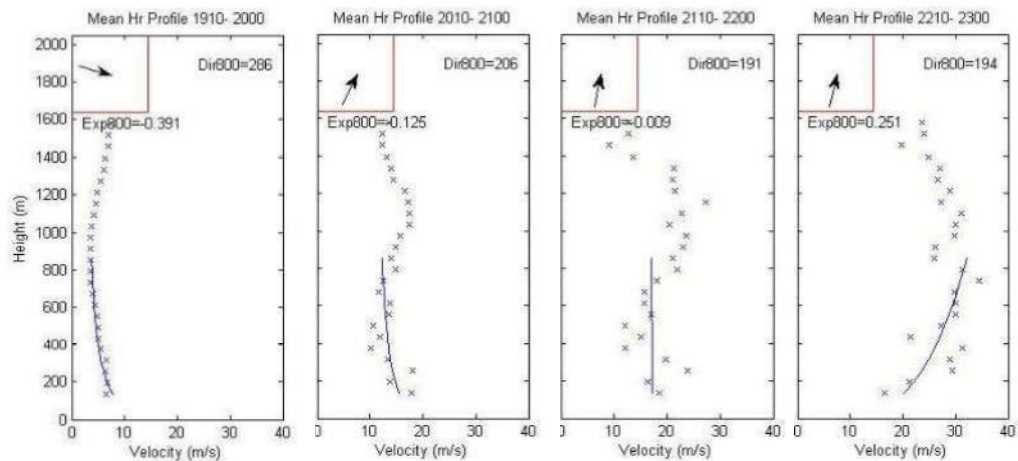 Mean Hr Profile 1910- 2000
Mean Hr Profile 2010- 2100
Mean Hr Profile 2110- 2200
Mean Hr Profile 2210- 2300
Height (m)
2000
1800
1600
1400
1200
1000
800
600
400
200
0
Dir800=286
Exp800=-0.391
0 10 20 30 40
Velocity (m/s)
Dir800=206
Exp800=-0.125
0 10 20 30 40
Velocity (m/s)
Dir800=191
Exp800=-0.009
0 10 20 30 40
Velocity (m/s)
Dir800=194
Exp800=0.251
0 10 20 30 40
Velocity (m/s)